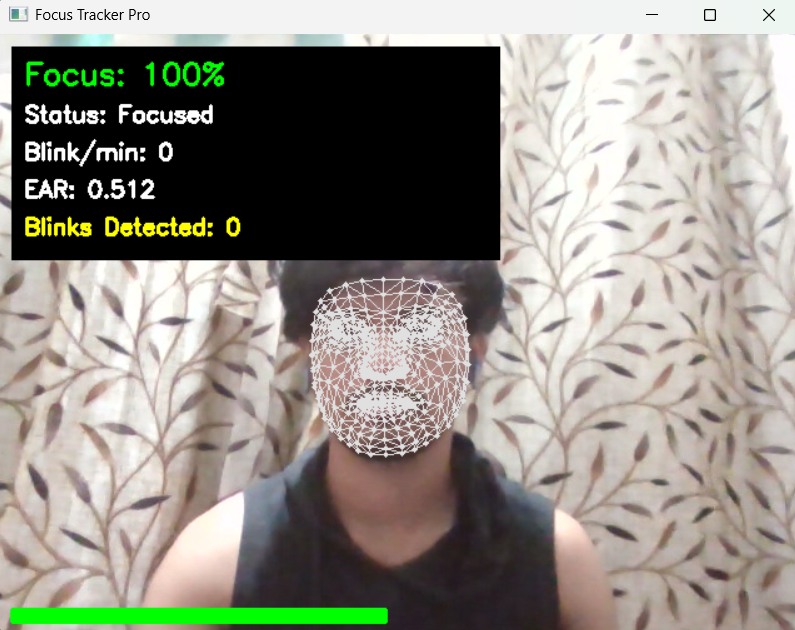 Focus Tracker Pro
Focus: 100%
Status: Focused
Blink/min: 0
EAR: 0.512
Blinks Detected: 0